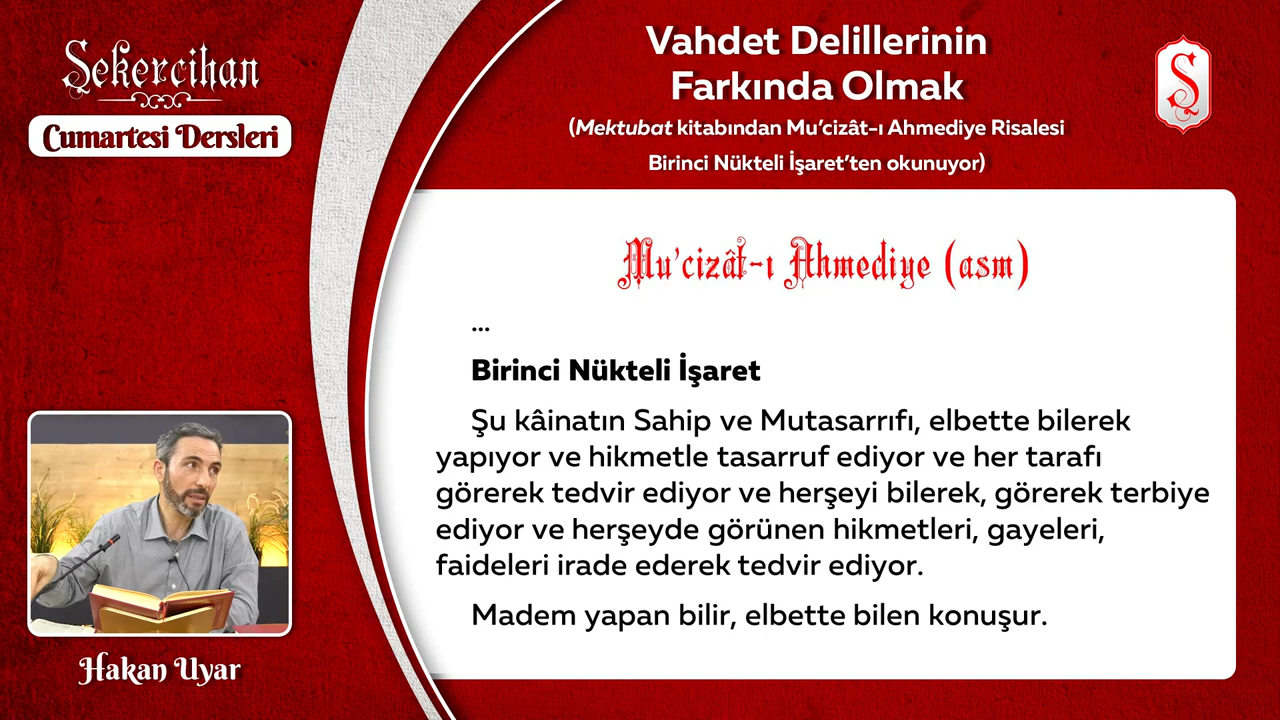 Şekercihan
Cumartesi Dersleri
Vahdet Delillerinin
Farkında Olmak
(Mektubat kitabından Mu’cizât-ı Ahmediye Risalesi
Birinci Nükteli İşaret’ten okunuyor)
Ş
Mu’cizât-ı Ahmediye (asm)
...
Birinci Nükteli İşaret
Şu kâinatın Sahip ve Mutasarrıfı, elbette bilerek
yapıyor ve hikmetle tasarruf ediyor ve her tarafı
görerek tedvir ediyor ve herşeyi bilerek, görerek terbiye
ediyor ve herşeyde görünen hikmetleri, gayeleri,
faideleri irade ederek tedvir ediyor.
Madem yapan bilir, elbette bilen konuşur.
Hakan Uyar